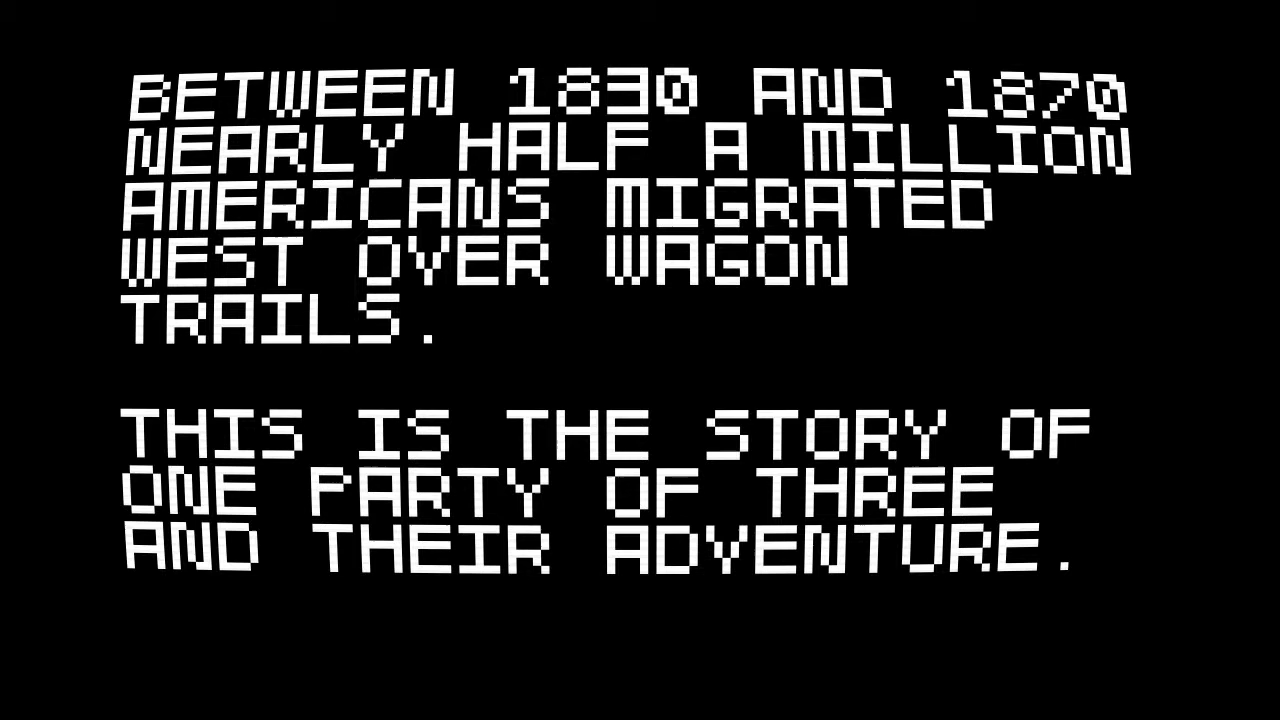 BETWEEN 1830 AND 1870
NEARLY HALF A MILLION
AMERICANS MIGRATED
WEST OVER WAGON
TRAILS.
THIS IS THE STORY OF
ONE PARTY OF THREE
AND THEIR ADVENTURE.